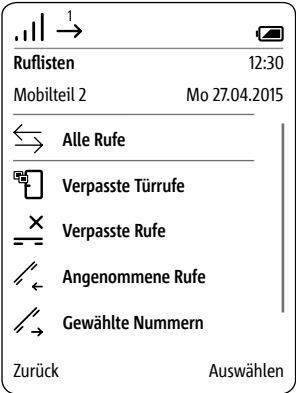 1
Ruflisten 12:30
Mobilteil 2 Mo 27.04.2015
Alle Rufe
Verpasste Türrufe
Verpasste Rufe
Angenommene Rufe
Gewählte Nummern
Zurück Auswählen